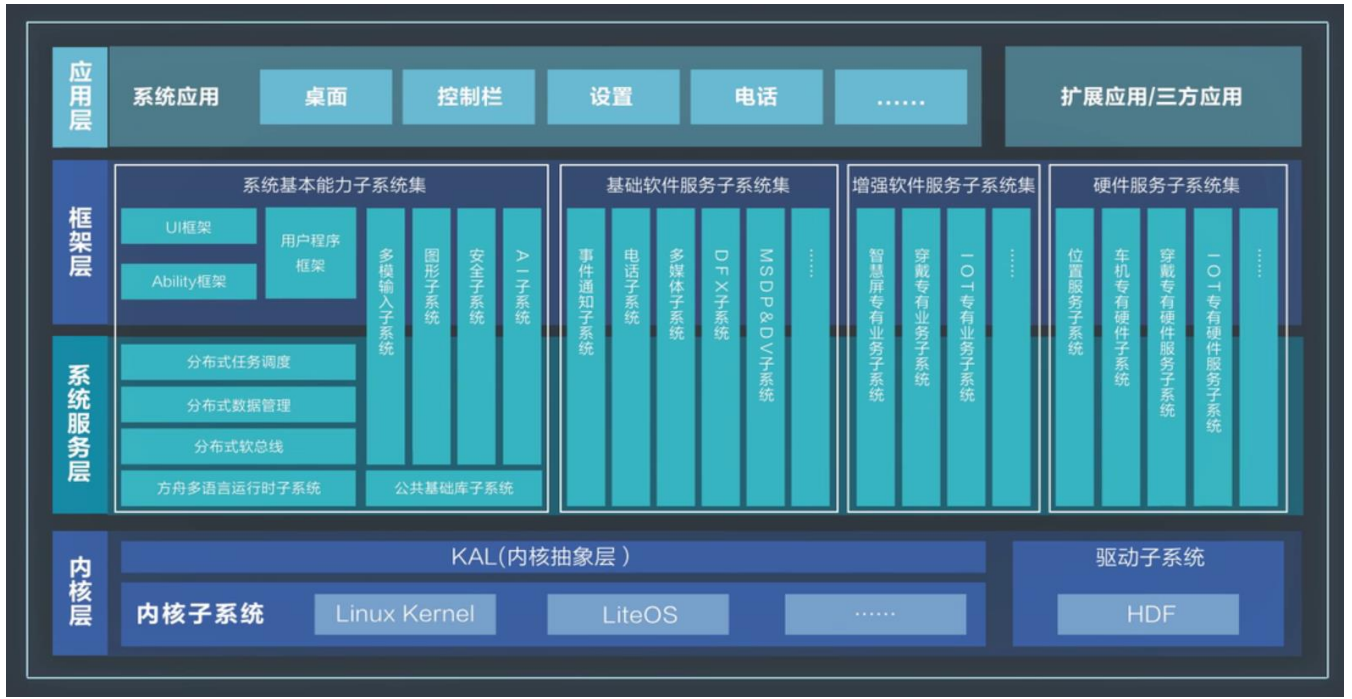 应用层
系统应用
桌面
控制栏
设置
电话
……
扩展应用/三方应用
框架层
系统基本能力子系统集
UI框架
Ability框架
用户程序
框架
多模输入子系统
图形子系统
安全子系统
AI子系统
基础软件服务子系统集
事件通知子系统
电话子系统
多媒体子系统
DFX子系统
MSDP&DV子系统
……
增强软件服务子系统集
智慧屏专有业务子系统
穿戴专有业务子系统
IOT专有业务子系统
……
硬件服务子系统集
位置服务子系统
车机专有硬件子系统
穿戴专有硬件服务子系统
IOT专有硬件服务子系统
……
系统服务层
分布式任务调度
分布式数据管理
分布式软总线
方舟多语言运行时子系统
公共基础库子系统
内核层
KAL(内核抽象层）
内核子系统
Linux Kernel
LiteOS
……
驱动子系统
HDF